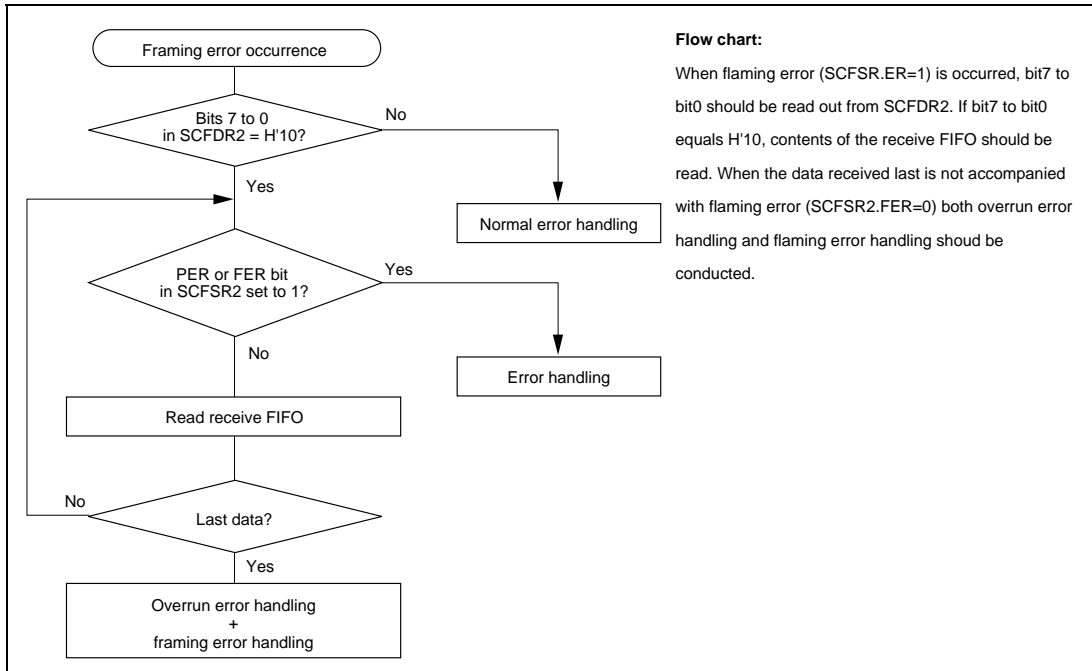 Framing error occurrence
Bits 7 to 0
in SCFDR2 = H'10?
No
Yes
Normal error handling
PER or FER bit
in SCFSR2 set to 1?
Yes
No
Error handling
Read receive FIFO
No
Last data?
Yes
Overrun error handling
+
framing error handling
Flow chart:
When flaming error (SCFSR.ER=1) is occurred, bit7 to
bit0 should be read out from SCFDR2. If bit7 to bit0
equals H'10, contents of the receive FIFO should be
read. When the data received last is not accompanied
with flaming error (SCFSR2.FER=0) both overrun error
handling and flaming error handling shoud be
conducted.